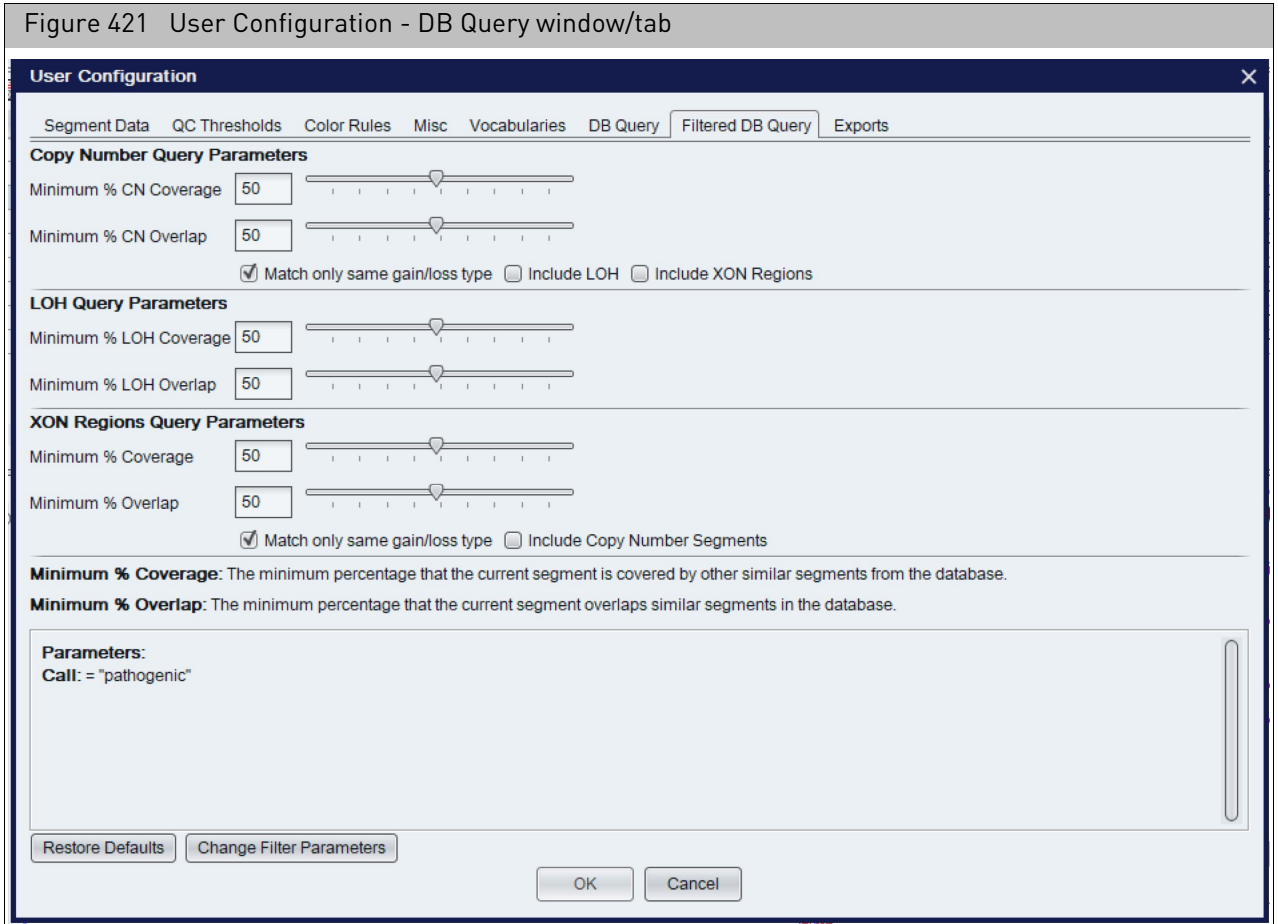 Figure 421 User Configuration - DB Query window/tab
User Configuration
Segment Data QC Thresholds Color Rules Misc Vocabularies DB Query Filtered DB Query Exports
Copy Number Query Parameters
Minimum % CN Coverage 50
Minimum % CN Overlap 50
Match only same gain/loss type Include LOH Include XON Regions
LOH Query Parameters
Minimum % LOH Coverage 50
Minimum % LOH Overlap 50
XON Regions Query Parameters
Minimum % Coverage 50
Minimum % Overlap 50
Match only same gain/loss type Include Copy Number Segments
Minimum % Coverage: The minimum percentage that the current segment is covered by other similar segments from the database.
Minimum % Overlap: The minimum percentage that the current segment overlaps similar segments in the database.
Parameters:
Call: = "pathogenic"
Restore Defaults Change Filter Parameters
OK Cancel